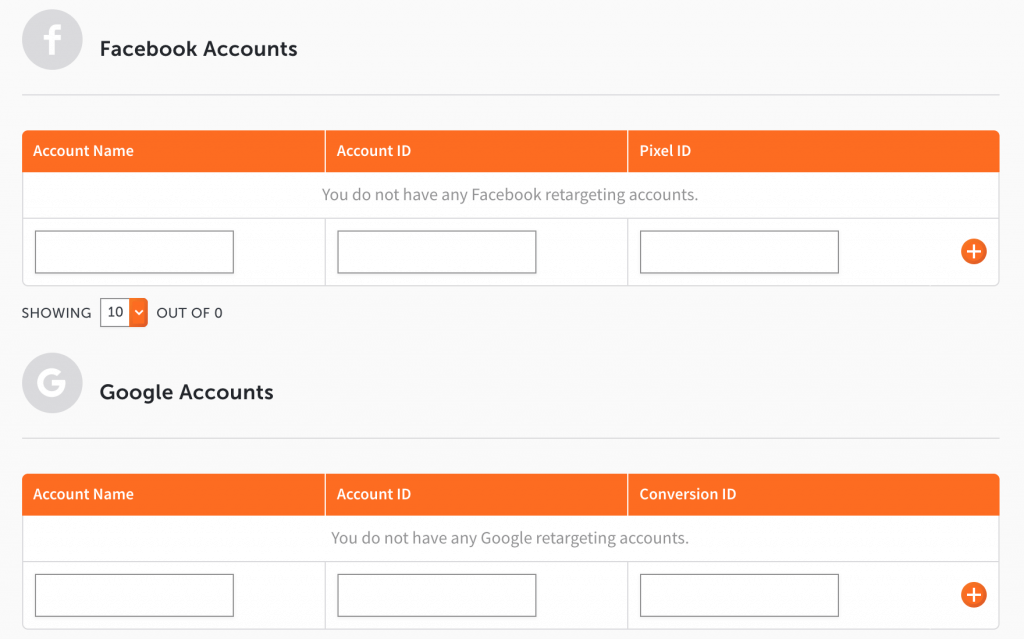 Facebook Accounts
Account Name Account ID Pixel ID
You do not have any Facebook retargeting accounts.
SHOWING 10 OUT OF 0
Google Accounts
Account Name Account ID Conversion ID
You do not have any Google retargeting accounts.